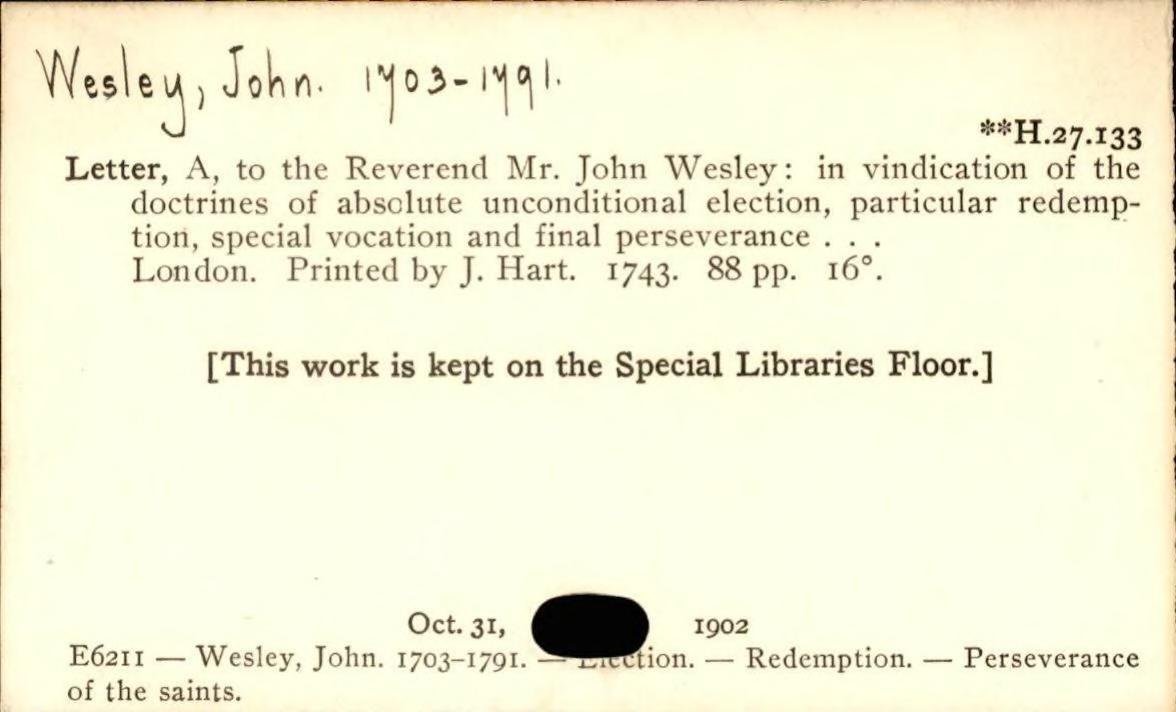 Wesley, John. 1703-1791.
**H.27.133
Letter, A, to the Reverend Mr. John Wesley: in vindication of the
doctrines of absolute unconditional election, particular redemp-
tion, special vocation and final perseverance . . .
London. Printed by J. Hart. 1743. 88 pp. 16°.
[This work is kept on the Special Libraries Floor.]
Oct. 31, 1902
E6211 — Wesley, John. 1703–1791. — Election. — Redemption. — Perseverance
of the saints.